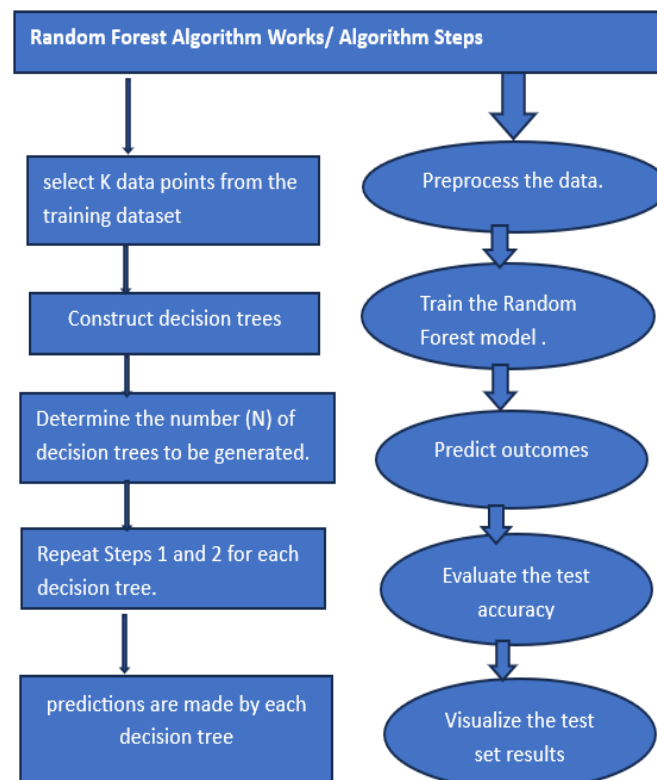 Random Forest Algorithm Works/ Algorithm Steps
select K data points from the
training dataset
Construct decision trees
Determine the number (N) of
decision trees to be generated.
Repeat Steps 1 and 2 for each
decision tree.
predictions are made by each
decision tree
Preprocess the data.
Train the Random
Forest model .
Predict outcomes
Evaluate the test
accuracy
Visualize the test
set results